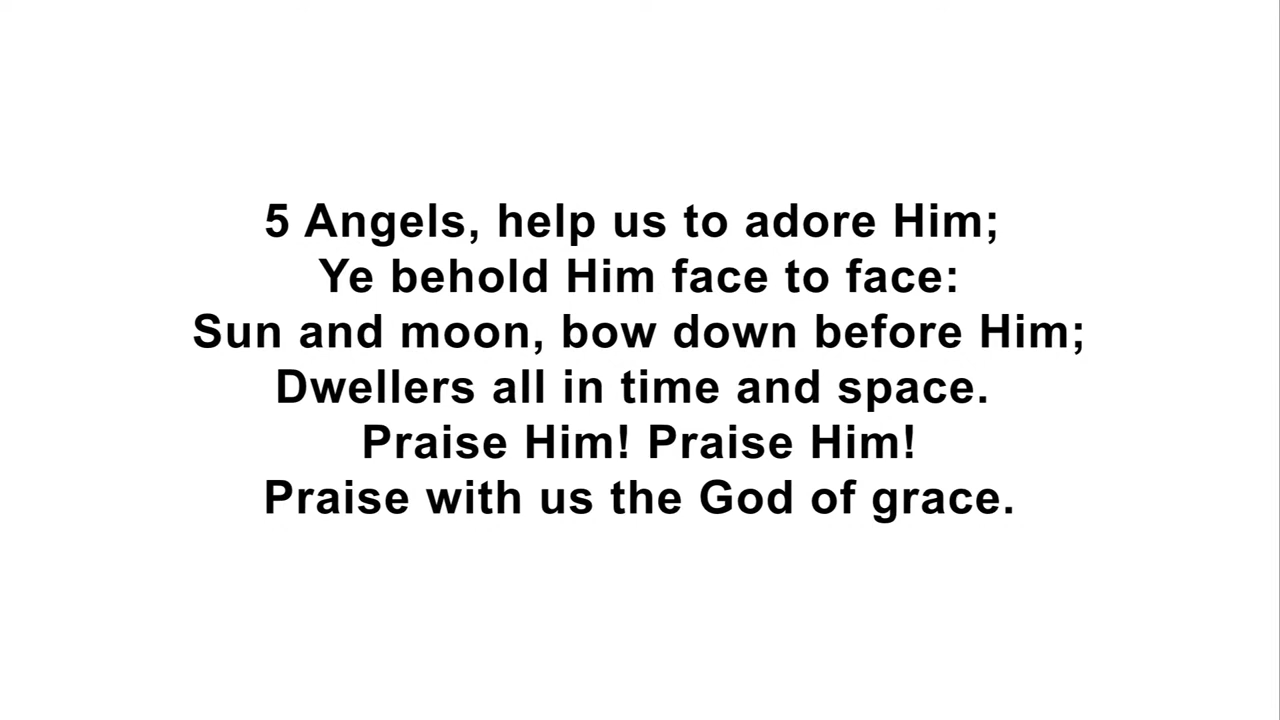 5 Angels, help us to adore Him;
Ye behold Him face to face:
Sun and moon, bow down before Him;
Dwellers all in time and space.
Praise Him! Praise Him!
Praise with us the God of grace.